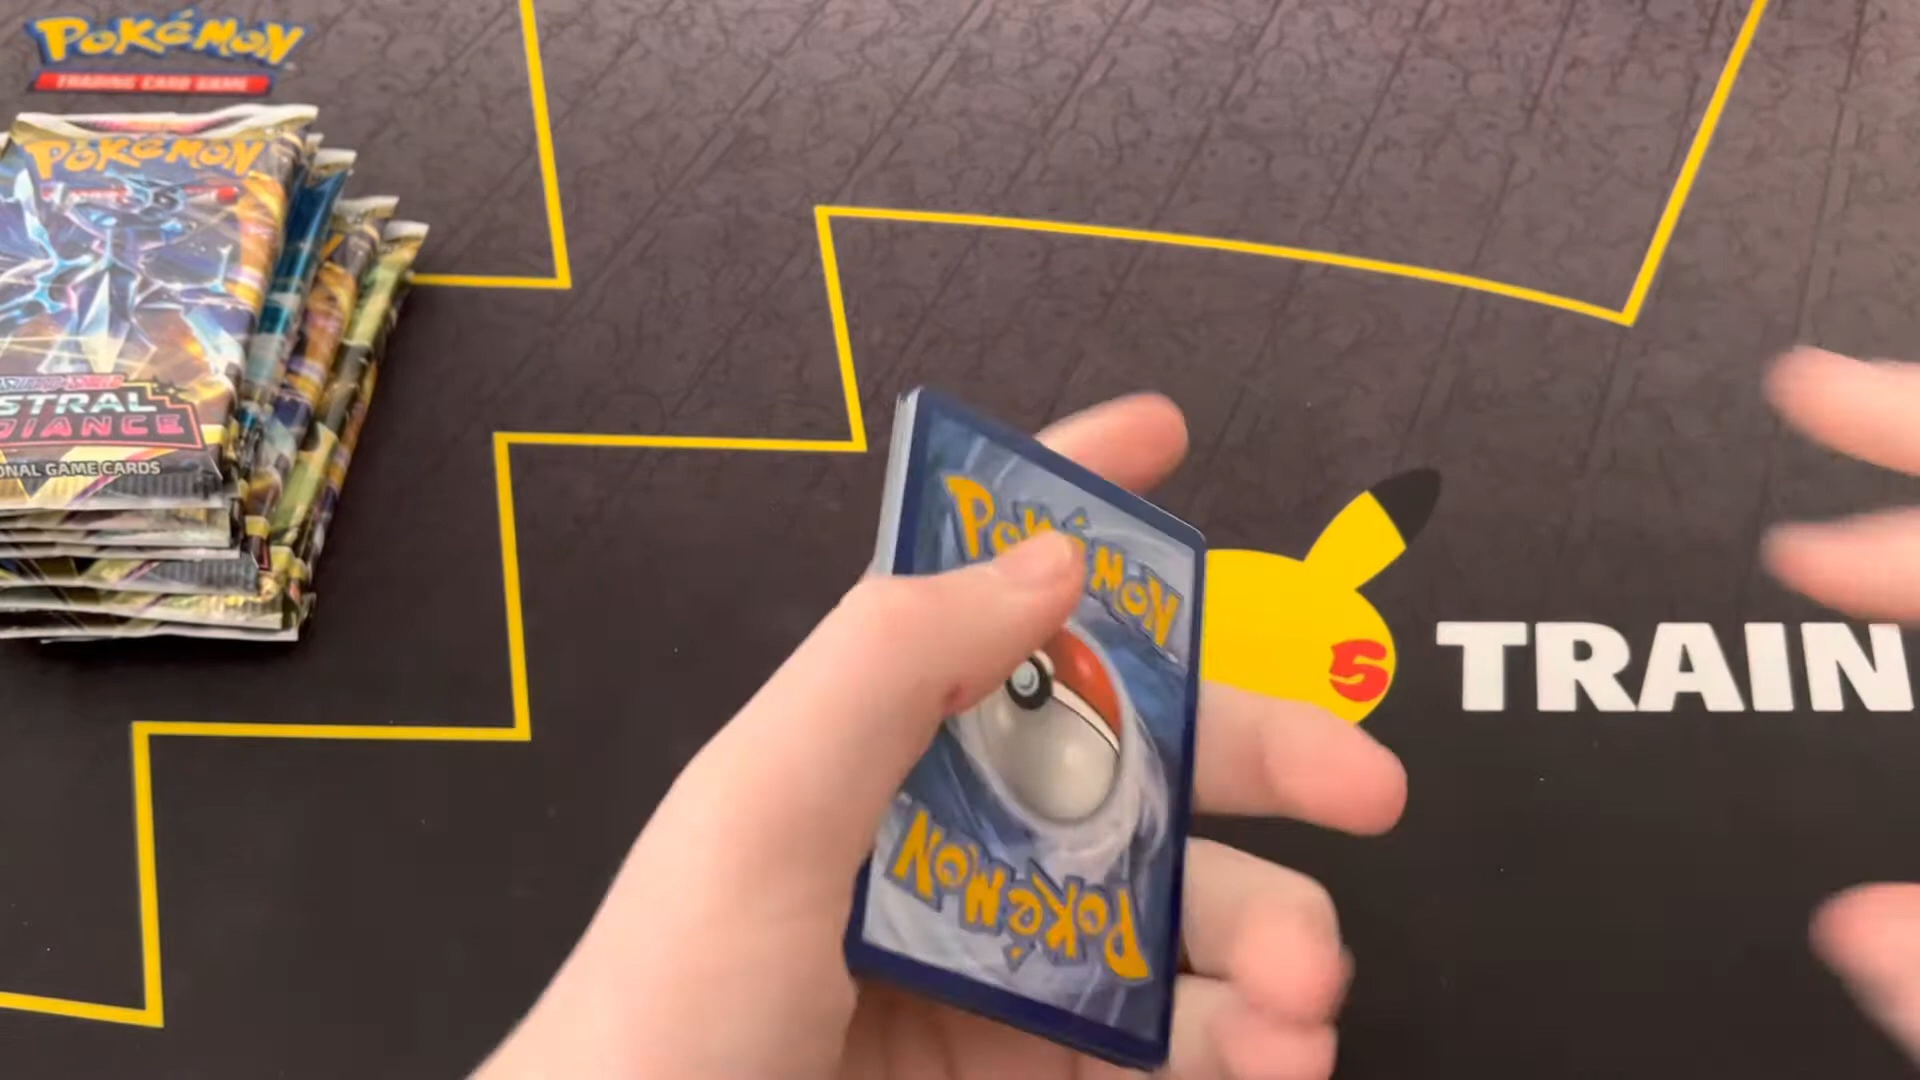 POKéMON
TRADING CARD GAME
POKéMON
STRAL
DIANCE
ONAL GAME CARDS
POKéMON
POKéMON
5
TRAIN